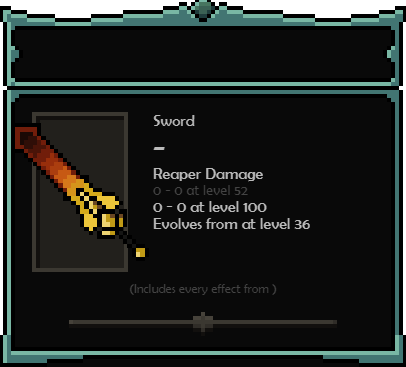 Sword
–
Reaper Damage
0 - 0 at level 52
0 - 0 at level 100
Evolves from at level 36
(Includes every effect from )